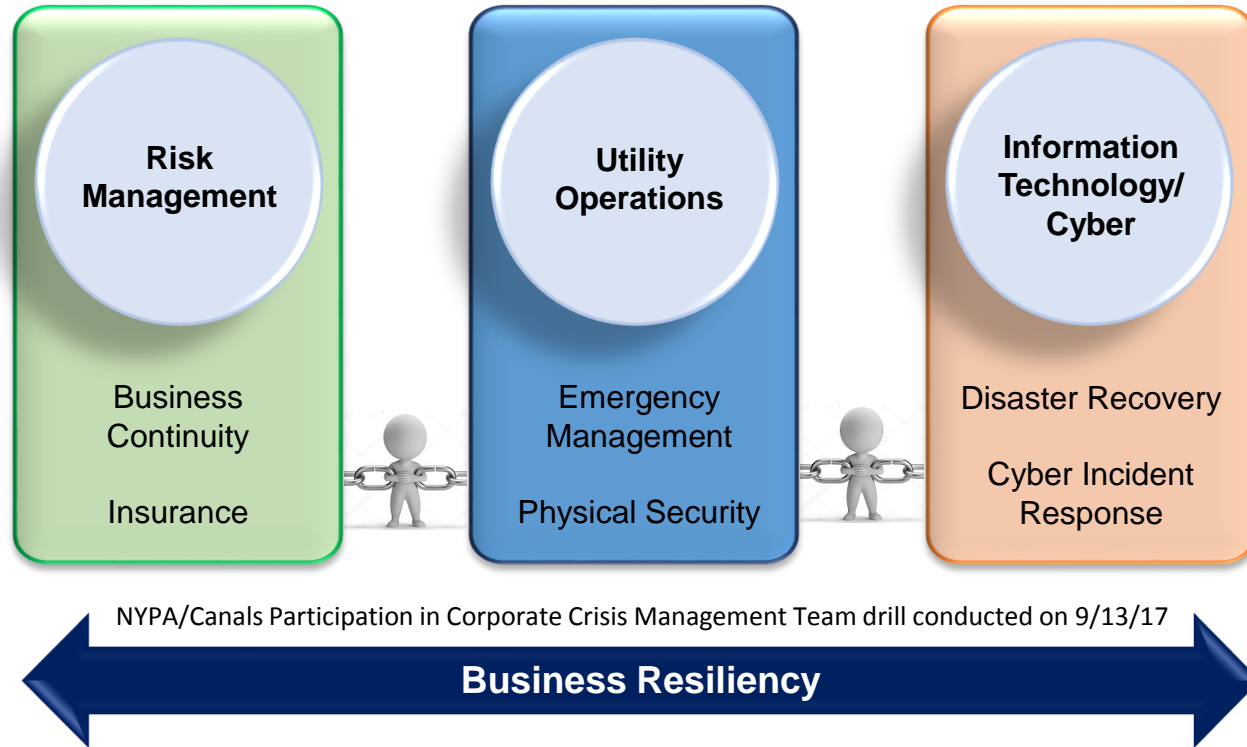 Risk
Management
Business
Continuity
Insurance
Utility
Operations
Emergency
Management
Physical Security
Information
Technology/
Cyber
Disaster Recovery
Cyber Incident
Response
NYPA/Canals Participation in Corporate Crisis Management Team drill conducted on 9/13/17
Business Resiliency